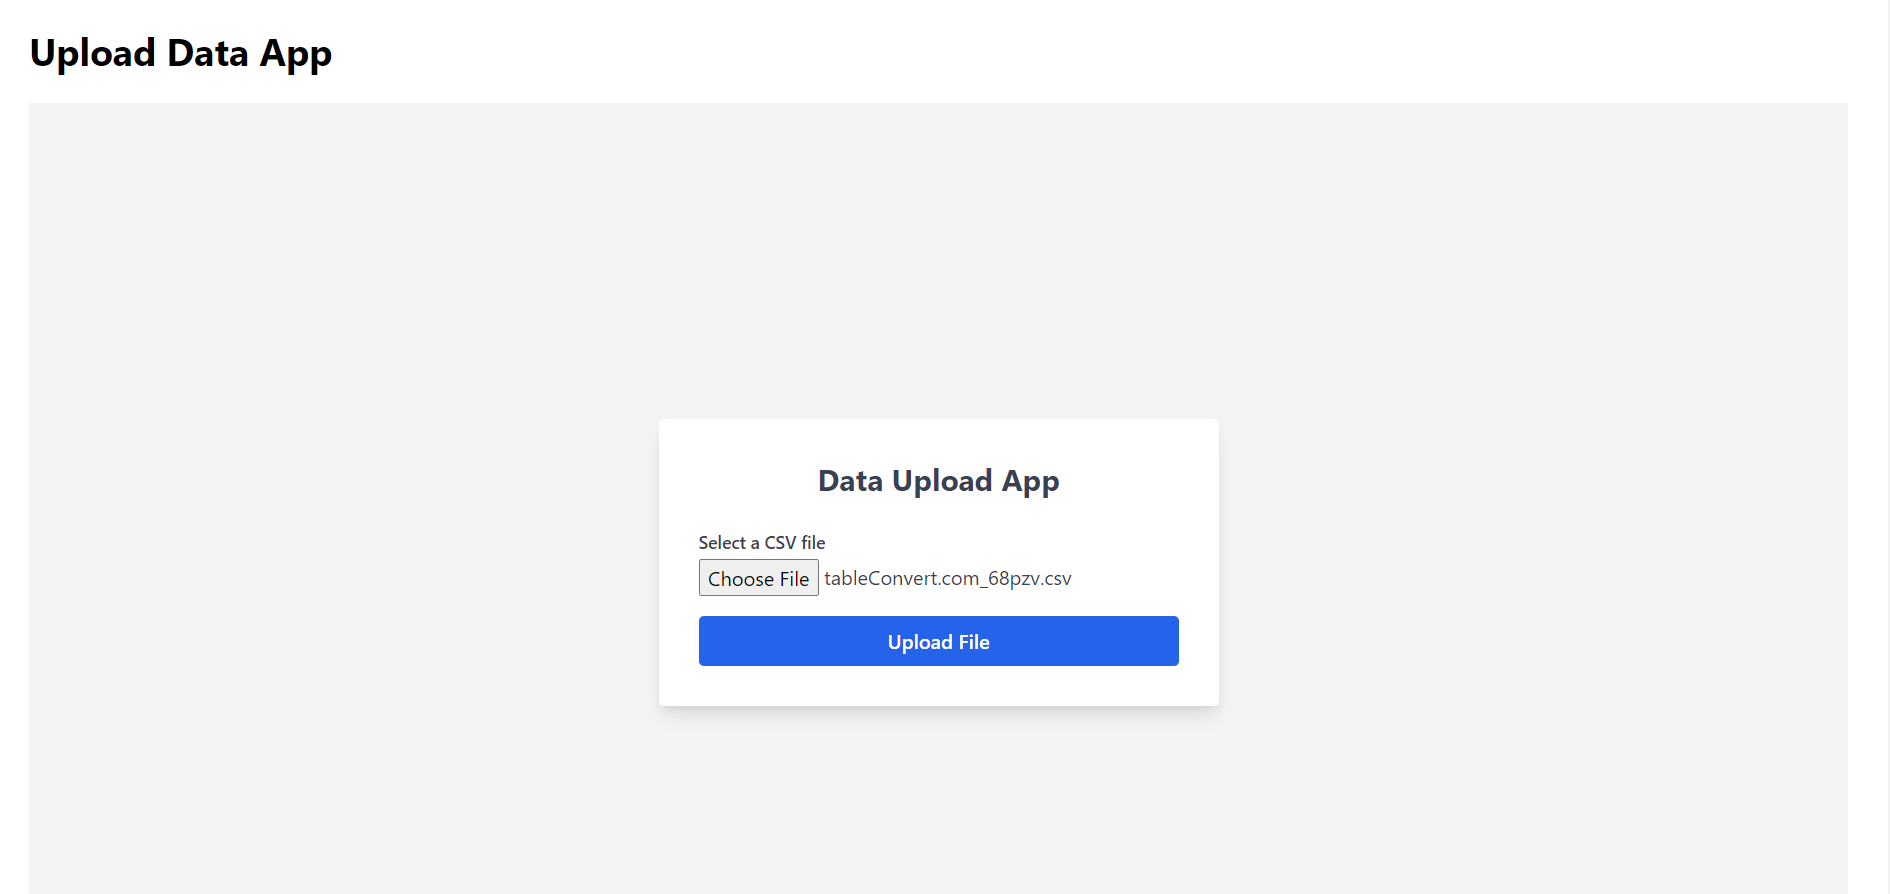 Upload Data App
Data Upload App
Select a CSV file
Choose File tableConvert.com_68pzv.csv
Upload File